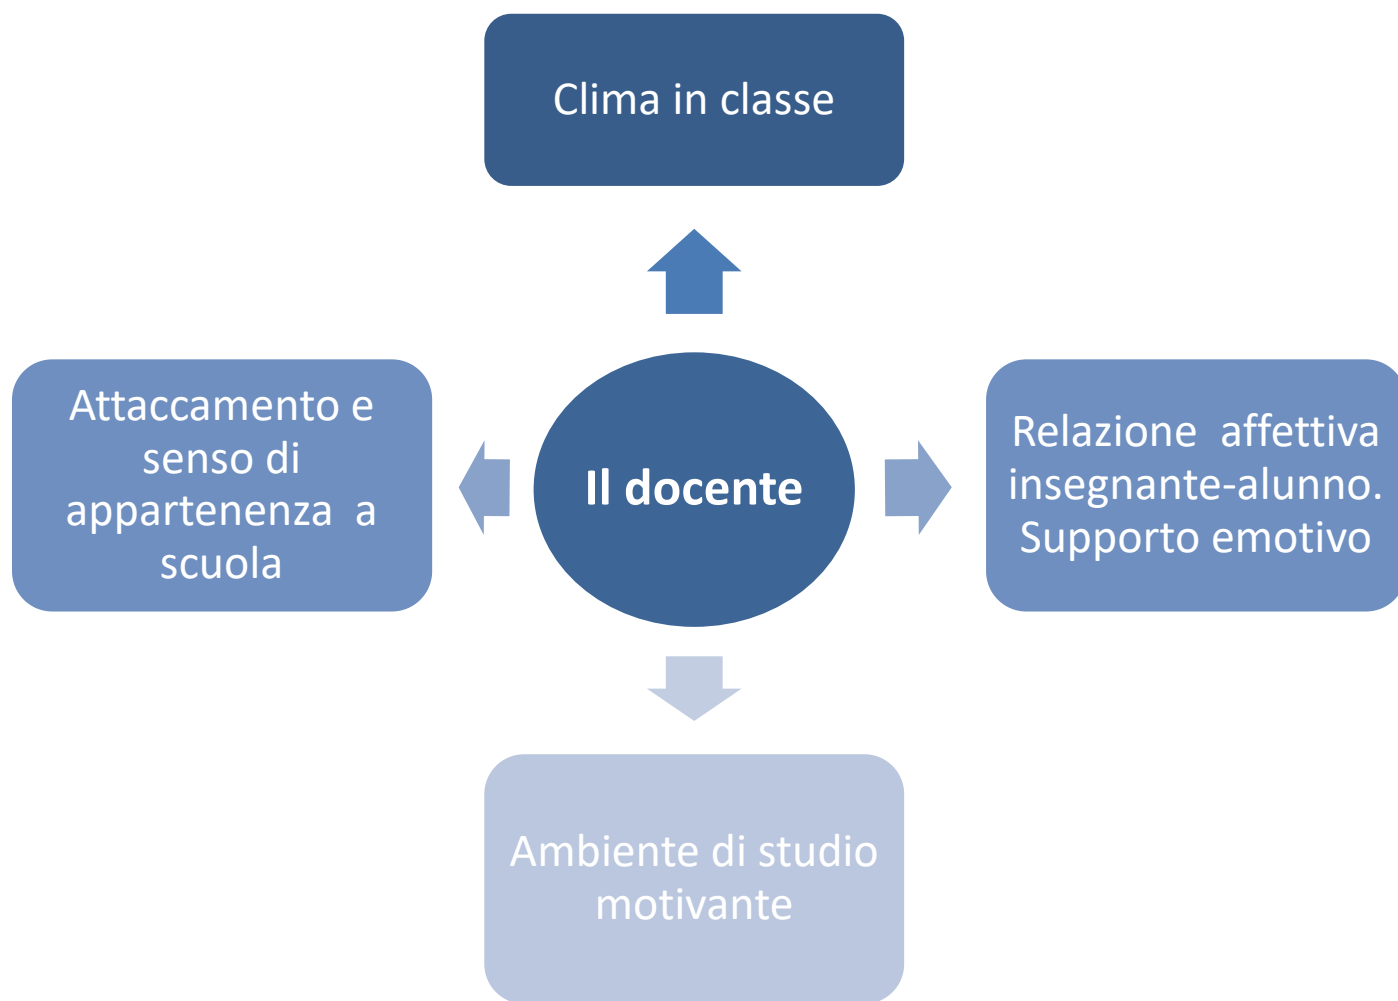 Clima in classe
Attaccamento e
senso di
appartenenza a
scuola
Il docente
Relazione affettiva
insegnante-alunno.
Supporto emotivo
Ambiente di studio
motivante